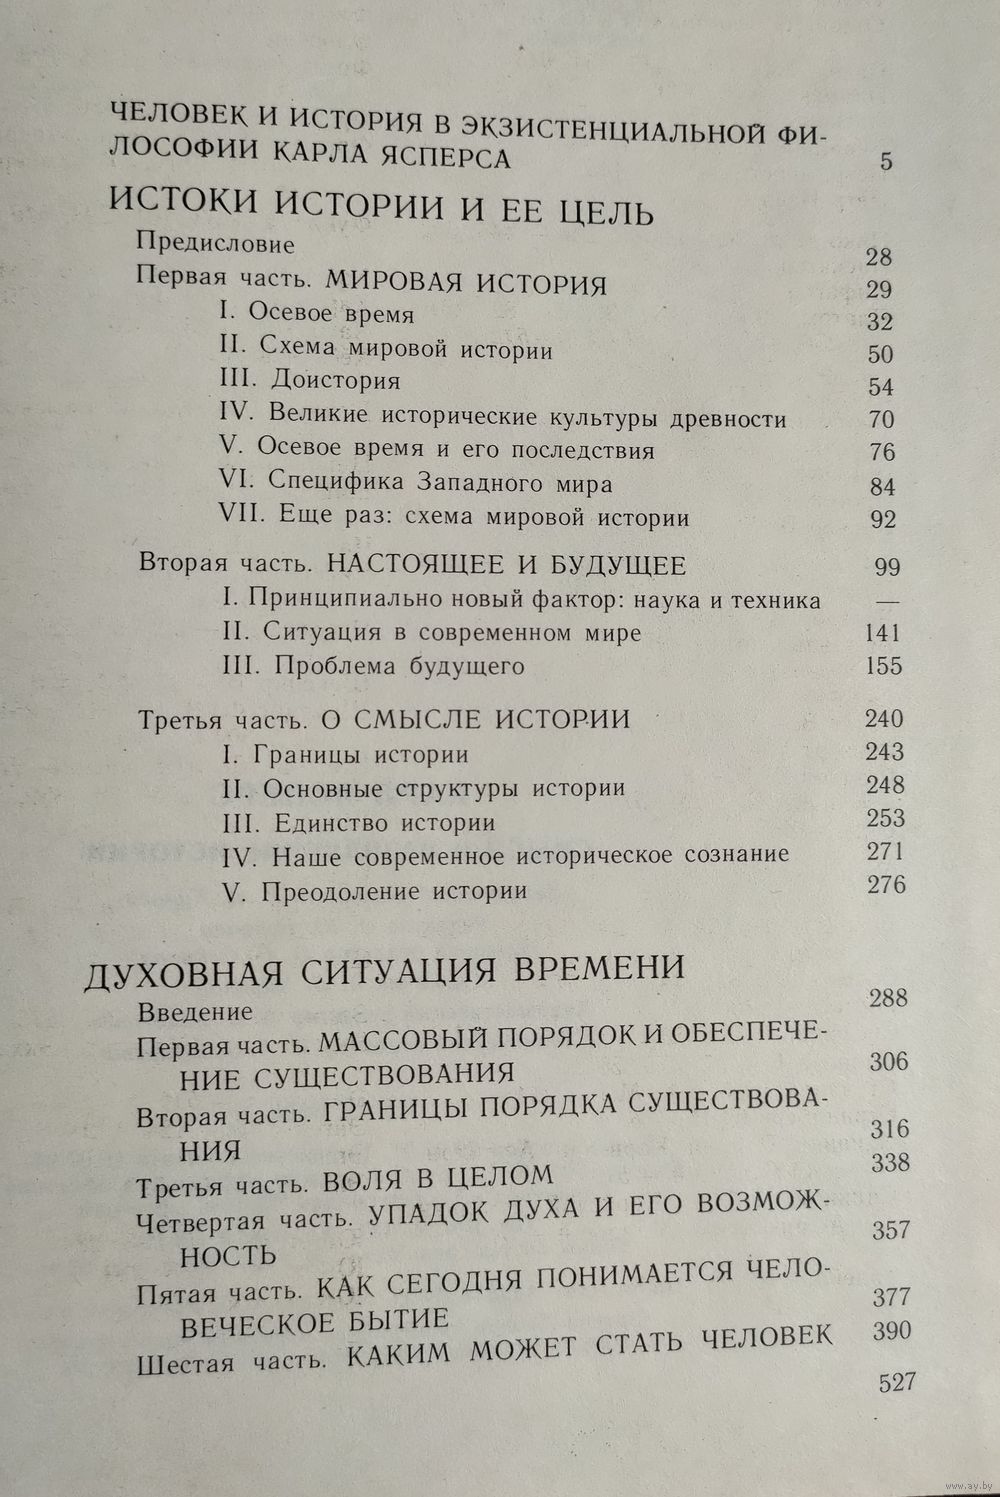 ЧЕЛОВЕК И ИСТОРИЯ В ЭКЗИСТЕНЦИАЛЬНОЙ ФИ-
ЛОСОФИИ КАРЛА ЯСПЕРСА 5
ИСТОКИ ИСТОРИИ И ЕЕ ЦЕЛЬ
Предисловие 28
Первая часть. МИРОВАЯ ИСТОРИЯ 29
I. Осевое время 32
II. Схема мировой истории 50
III. Доистория 54
IV. Великие исторические культуры древности 70
V. Осевое время и его последствия 76
VI. Специфика Западного мира 84
VII. Еще раз: схема мировой истории 92
Вторая часть. НАСТОЯЩЕЕ И БУДУЩЕЕ 99
I. Принципиально новый фактор: наука и техника —
II. Ситуация в современном мире 141
III. Проблема будущего 155
Третья часть. О СМЫСЛЕ ИСТОРИИ 240
I. Границы истории 243
II. Основные структуры истории 248
III. Единство истории 253
IV. Наше современное историческое сознание 271
V. Преодоление истории 276
ДУХОВНАЯ СИТУАЦИЯ ВРЕМЕНИ
Введение 288
Первая часть. МАССОВЫЙ ПОРЯДОК И ОБЕСПЕЧЕ-
НИЕ СУЩЕСТВОВАНИЯ 306
Вторая часть. ГРАНИЦЫ ПОРЯДКА СУЩЕСТВОВА-
НИЯ 316
Третья часть. ВОЛЯ В ЦЕЛОМ 338
Четвертая часть. УПАДОК ДУХА И ЕГО ВОЗМОЖ-
НОСТЬ 357
Пятая часть. КАК СЕГОДНЯ ПОНИМАЕТСЯ ЧЕЛО-
ВЕЧЕСКОЕ БЫТИЕ 377
Шестая часть. КАКИМ МОЖЕТ СТАТЬ ЧЕЛОВЕК 390
527
www.ay.by